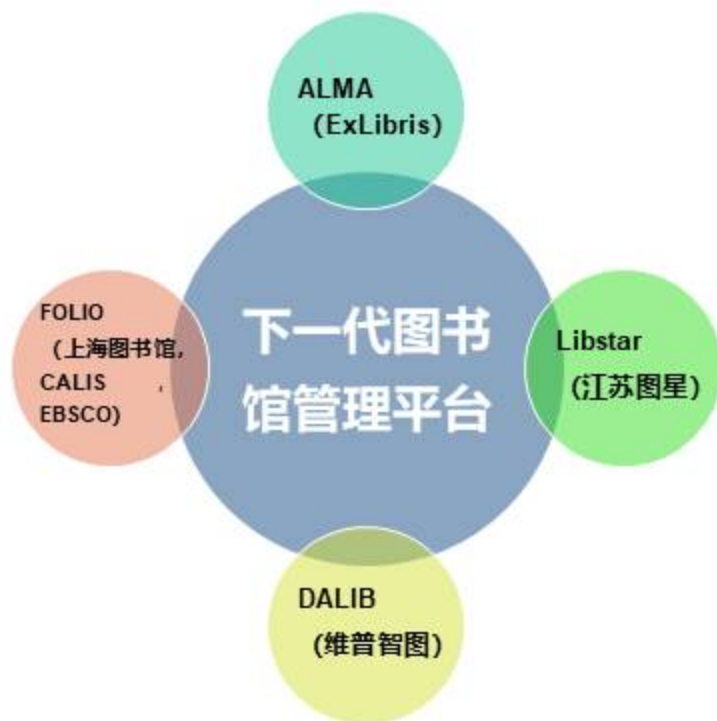 ALMA
（ExLibris）
FOLIO
（上海图书馆,
CALIS ,
EBSCO)
下一代图书
馆管理平台
Libstar
(江苏图星）
DALIB
(维普智图）